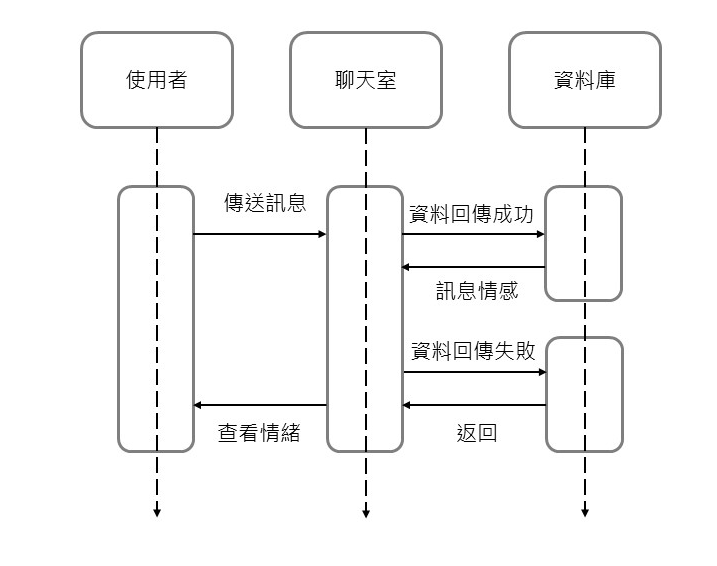 使用者
聊天室
資料庫
傳送訊息
資料回傳成功
訊息情感
資料回傳失敗
查看情緒
返回